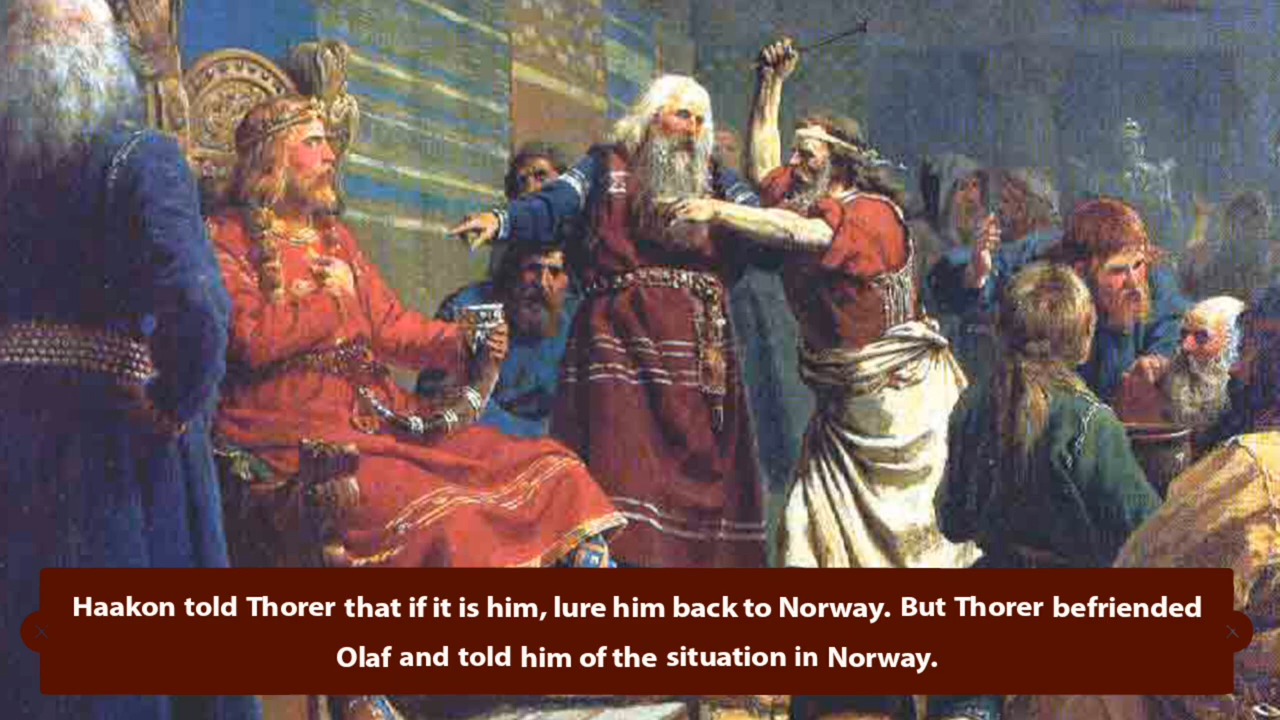 Haakon told Thorer that if it is him, lure him back to Norway. But Thorer befriended
Olaf and told him of the situation in Norway.